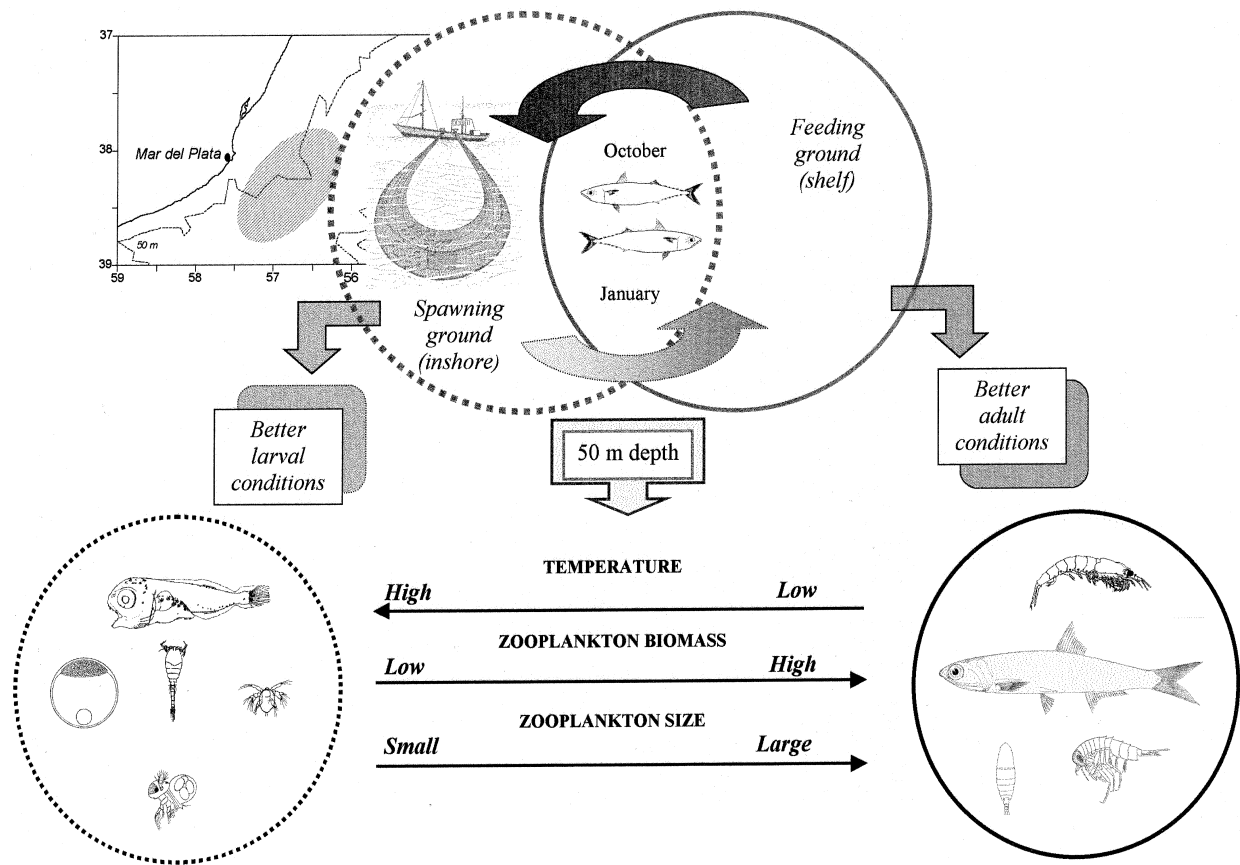 37
38
39
59
58
57
56
Mar del Plata
50 m
October
January
Feeding
ground
(shelf)
Spawning
ground
(inshore)
Better
larval
conditions
50 m depth
Better
adult
conditions
TEMPERATURE
High
Low
ZOOPLANKTON BIOMASS
Low
High
ZOOPLANKTON SIZE
Small
Large